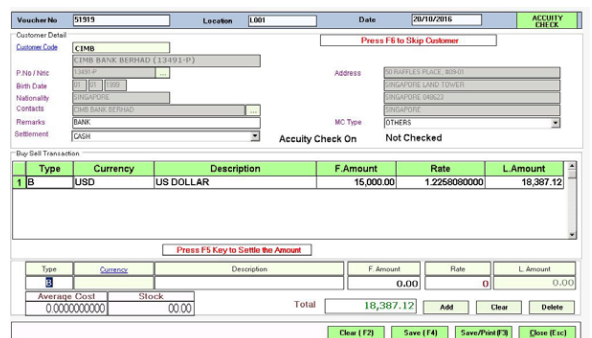 Voucher No 51919 Location L001 Date 20/10/2016 ACCUITY CHECK
Customer Detail
Press F6 to Skip Customer
Customer Code CIMB
CIMB BANK BERHAD (13491-P)
P.No / Nric 13491-P ... Address 50 RAFFLES PLACE, #09-01
Birth Date 01 01 1999 SINGAPORE LAND TOWER
Nationality SINGAPORE SINGAPORE 048623
Contacts CIMB BANK BERHAD ... SINGAPORE
Remarks BANK MC Type OTHERS
Settlement CASH Accuity Check On Not Checked
Buy Sell Transaction
Type Currency Description F.Amount Rate L.Amount
1 B USD US DOLLAR 15,000.00 1.2258080000 18,387.12
Press F5 Key to Settle the Amount
Type Currency Description F. Amount Rate L. Amount
B 0.00 0 0.00
Average Cost Stock
0.0000000000 00.00 Total 18,387.12 Add Clear Delete
Clear ( F2) Save ( F4) Save/Print(F3) Close (Esc)